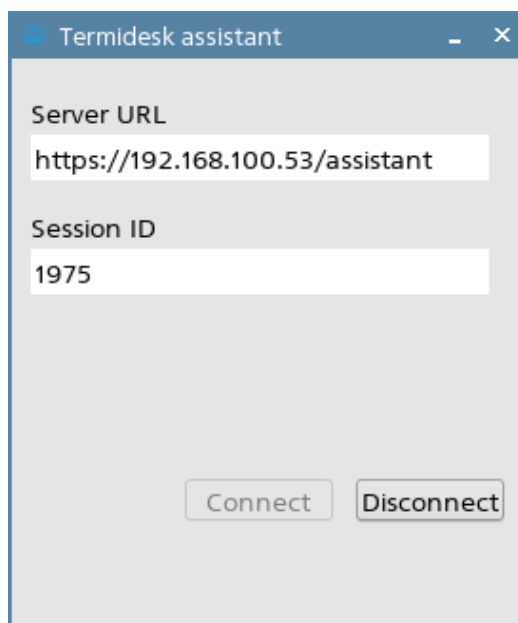 Termidesk assistant
Server URL
https://192.168.100.53/assistant
Session ID
1975
Connect Disconnect